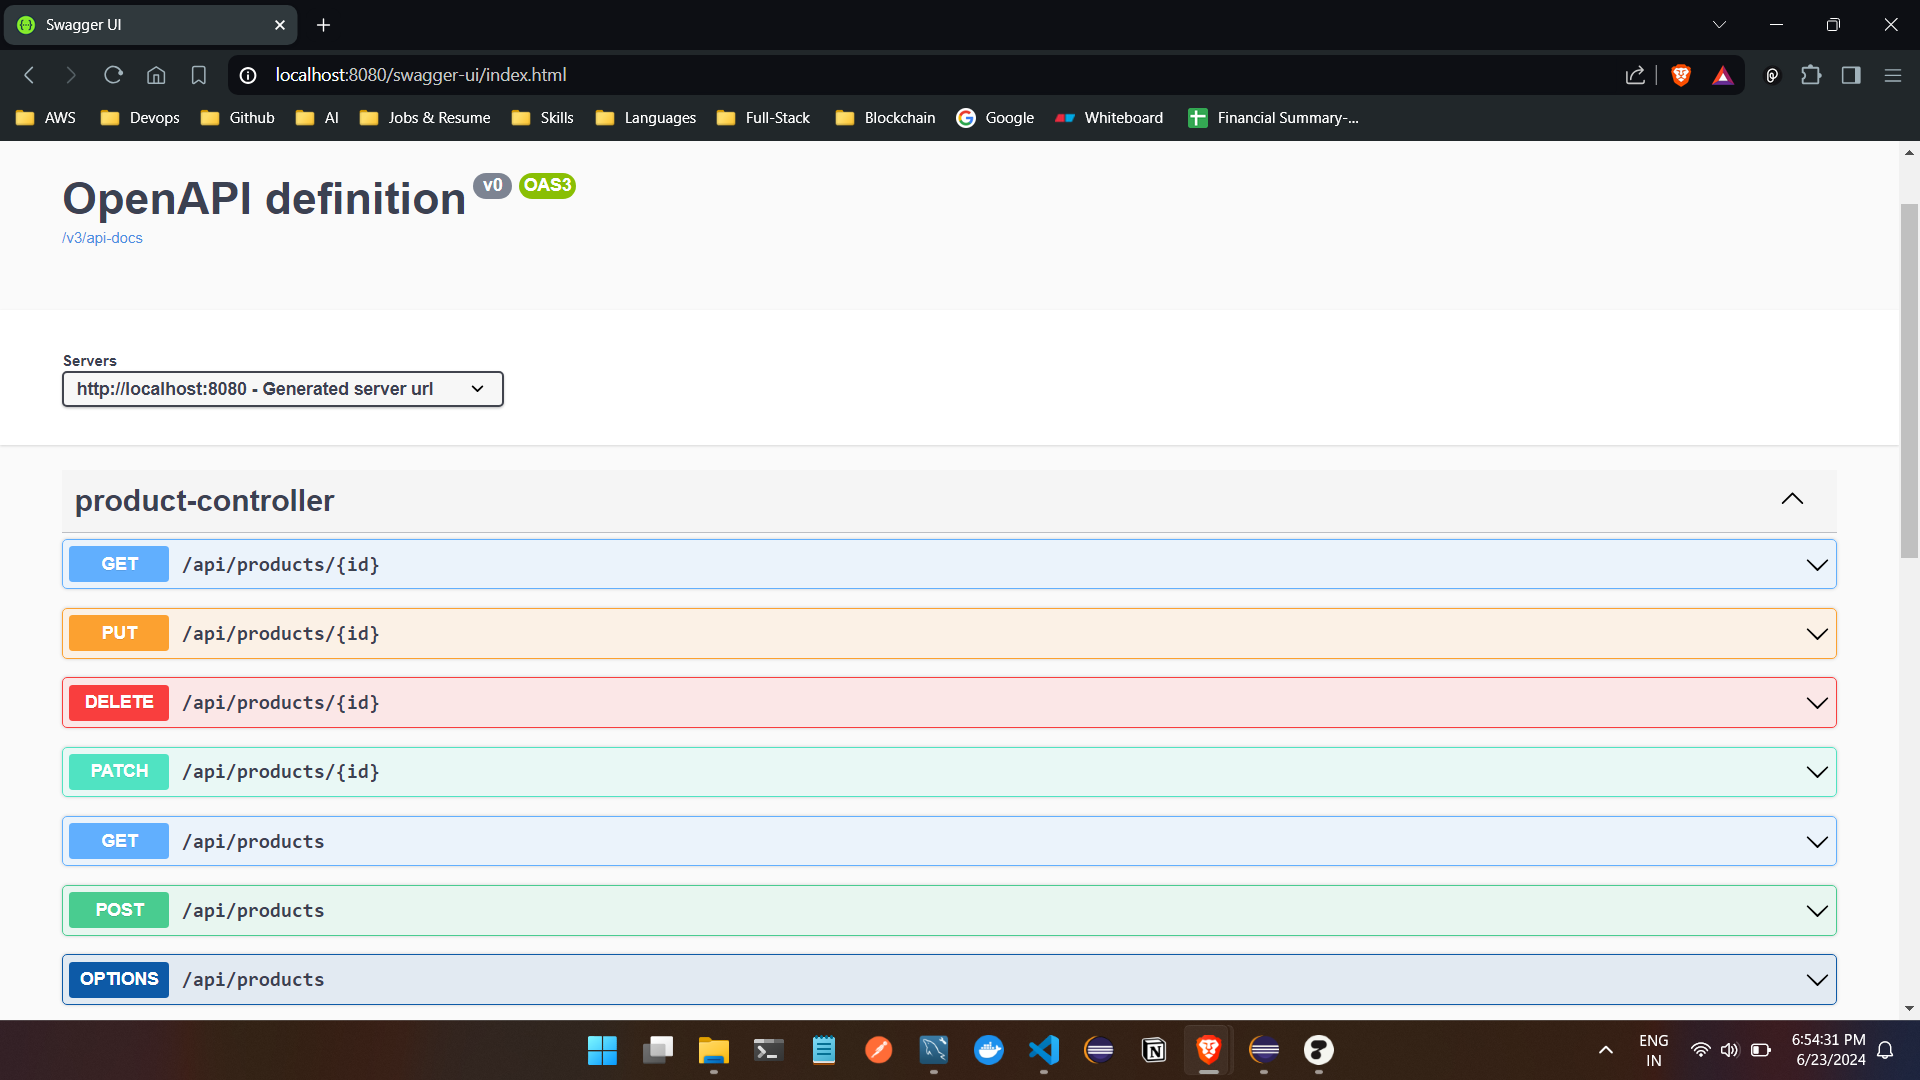 Swagger UI
localhost:8080/swagger-ui/index.html
AWS Devops Github AI Jobs & Resume Skills Languages Full-Stack Blockchain Google Whiteboard Financial Summary-...
OpenAPI definition v0 OAS3
/v3/api-docs
Servers
http://localhost:8080 - Generated server url
product-controller
GET /api/products/{id}
PUT /api/products/{id}
DELETE /api/products/{id}
PATCH /api/products/{id}
GET /api/products
POST /api/products
OPTIONS /api/products
ENG
IN
6:54:31 PM
6/23/2024